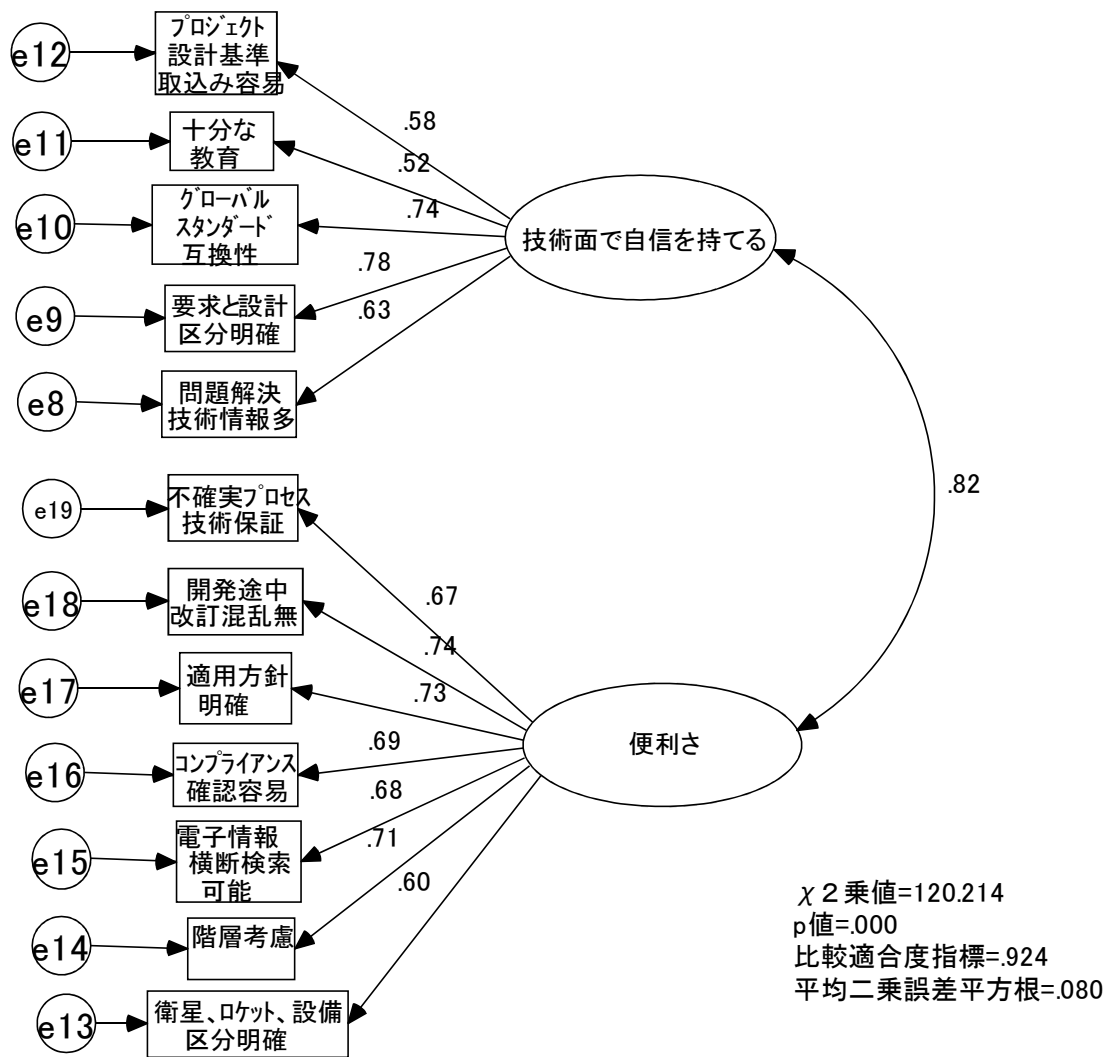 e12
プロジェクト
設計基準
取込み容易
.58
e11
十分な
教育
.52
e10
グローバル
スタンダード
互換性
.74
技術面で自信を持てる
e9
要求と設計
区分明確
.78
e8
問題解決
技術情報多
.63
.82
e19
不確実プロセス
技術保証
.67
e18
開発途中
改訂混乱無
.74
e17
適用方針
明確
.73
便利さ
e16
コンプライアンス
確認容易
.69
e15
電子情報
横断検索
可能
.68
e14
階層考慮
.71
e13
衛星、ロケット、設備
区分明確
.60
χ2乗値=120.214
p値=.000
比較適合度指標=.924
平均二乗誤差平方根=.080